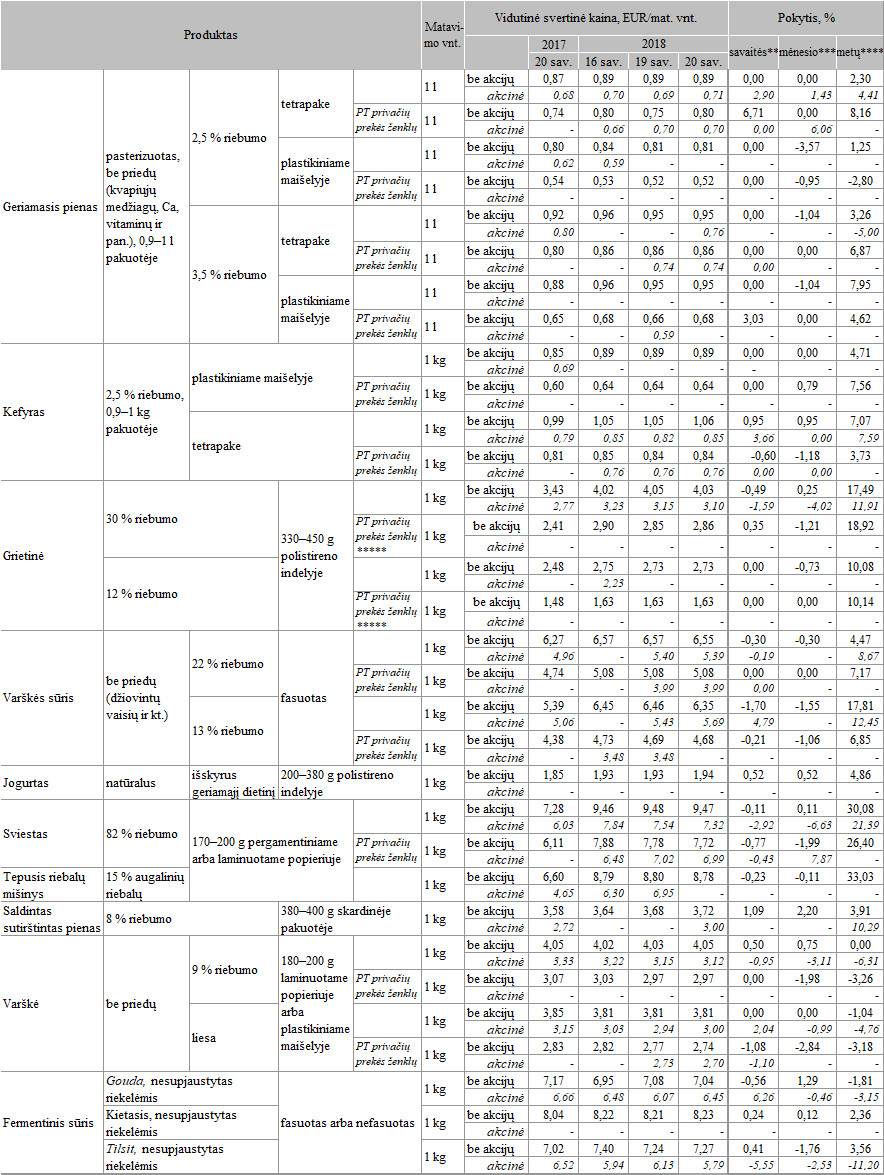 Produktas Matavi- Vidutinė svertinė kaina, EUR/mat. vnt. Pokytis, %
mo vnt. 2017 2018 savaitės** mėnesio*** metų****
20 sav. 16 sav. 19 sav. 20 sav.
Geriamasis pienas
pasterizuotas,
be priedų
(kvapiųjų
medžiagų, Ca,
vitaminų ir
pan.), 0,9–1 l
pakuotėje
2,5 % riebumo
tetrapake
1 l be akcijų 0,87 0,89 0,89 0,89 0,00 0,00 2,30
akcinė 0,68 0,70 0,69 0,71 2,90 1,43 4,41
PT privačių
prekės ženklų
1 l be akcijų 0,74 0,80 0,75 0,80 6,71 0,00 8,16
akcinė - 0,66 0,70 0,70 0,00 6,06 -
plastikiniame
maišelyje
1 l be akcijų 0,80 0,84 0,81 0,81 0,00 -3,57 1,25
akcinė 0,62 0,59 - - - - -
PT privačių
prekės ženklų
1 l be akcijų 0,54 0,53 0,52 0,52 0,00 -0,95 -2,80
akcinė - - - - - - -
3,5 % riebumo
tetrapake
1 l be akcijų 0,92 0,96 0,95 0,95 0,00 -1,04 3,26
akcinė 0,80 - - 0,76 - - -5,00
PT privačių
prekės ženklų
1 l be akcijų 0,80 0,86 0,86 0,86 0,00 0,00 6,87
akcinė - - 0,74 0,74 0,00 - -
plastikiniame
maišelyje
1 l be akcijų 0,88 0,96 0,95 0,95 0,00 -1,04 7,95
akcinė - - - - - - -
PT privačių
prekės ženklų
1 l be akcijų 0,65 0,68 0,66 0,68 3,03 0,00 4,62
akcinė - - 0,59 - - - -
Kefyras
2,5 % riebumo,
0,9–1 kg
pakuotėje
plastikiniame maišelyje
1 kg be akcijų 0,85 0,89 0,89 0,89 0,00 0,00 4,71
akcinė 0,69 - - - - - -
PT privačių
prekės ženklų
1 kg be akcijų 0,60 0,64 0,64 0,64 0,00 0,79 7,56
akcinė - - - - - - -
tetrapake
1 kg be akcijų 0,99 1,05 1,05 1,06 0,95 0,95 7,07
akcinė 0,79 0,85 0,82 0,85 3,66 0,00 7,59
PT privačių
prekės ženklų
1 kg be akcijų 0,81 0,85 0,84 0,84 -0,60 -1,18 3,73
akcinė - 0,76 0,76 0,76 0,00 0,00 -
Grietinė
30 % riebumo
330–450 g
polistireno
indelyje
1 kg be akcijų 3,43 4,02 4,05 4,03 -0,49 0,25 17,49
akcinė 2,77 3,23 3,15 3,10 -1,59 -4,02 11,91
PT privačių
prekės ženklų
*****
1 kg be akcijų 2,41 2,90 2,85 2,86 0,35 -1,21 18,92
akcinė - - - - - - -
12 % riebumo
1 kg be akcijų 2,48 2,75 2,73 2,73 0,00 -0,73 10,08
akcinė - 2,23 - - - - -
PT privačių
prekės ženklų
*****
1 kg be akcijų 1,48 1,63 1,63 1,63 0,00 0,00 10,14
akcinė - - - - - - -
Varškės sūris
be priedų
(džiovintų
vaisių ir kt.)
22 % riebumo
fasuotas
1 kg be akcijų 6,27 6,57 6,57 6,55 -0,30 -0,30 4,47
akcinė 4,96 - 5,40 5,39 -0,19 - 8,67
PT privačių
prekės ženklų
1 kg be akcijų 4,74 5,08 5,08 5,08 0,00 0,00 7,17
akcinė - - 3,99 3,99 0,00 - -
13 % riebumo
1 kg be akcijų 5,39 6,45 6,46 6,35 -1,70 -1,55 17,81
akcinė 5,06 - 5,43 5,69 4,79 - 12,45
PT privačių
prekės ženklų
1 kg be akcijų 4,38 4,73 4,69 4,68 -0,21 -1,06 6,85
akcinė - 3,48 3,48 - - - -
Jogurtas natūralus
išskyrus
geriamąjį dietinį
200–380 g polistireno
indelyje
1 kg be akcijų 1,85 1,93 1,93 1,94 0,52 0,52 4,86
akcinė - - - - - - -
Sviestas 82 % riebumo
170–200 g pergamentiniame
arba laminuotame popieriuje
1 kg be akcijų 7,28 9,46 9,48 9,47 -0,11 0,11 30,08
akcinė 6,03 7,84 7,54 7,32 -2,92 -6,63 21,39
PT privačių
prekės ženklų
1 kg be akcijų 6,11 7,88 7,78 7,72 -0,77 -1,99 26,40
akcinė - 6,48 7,02 6,99 -0,43 7,87 -
Tepusis riebalų
mišinys
15 % augalinių
riebalų
1 kg be akcijų 6,60 8,79 8,80 8,78 -0,23 -0,11 33,03
akcinė 4,65 6,30 6,95 - - - -
Saldintas
sutirštintas pienas
8 % riebumo
380–400 g skardinėje
pakuotėje
1 kg be akcijų 3,58 3,64 3,68 3,72 1,09 2,20 3,91
akcinė 2,72 - - 3,00 - - 10,29
Varškė
be priedų
9 % riebumo
180–200 g
laminuotame
popieriuje
arba
plastikiniame
maišelyje
1 kg be akcijų 4,05 4,02 4,03 4,05 0,50 0,75 0,00
akcinė 3,33 3,22 3,15 3,12 -0,95 -3,11 -6,31
PT privačių
prekės ženklų
1 kg be akcijų 3,07 3,03 2,97 2,97 0,00 -1,98 -3,26
akcinė - - - - - - -
liesa
1 kg be akcijų 3,85 3,81 3,81 3,81 0,00 0,00 -1,04
akcinė 3,15 3,03 2,94 3,00 2,04 -0,99 -4,76
PT privačių
prekės ženklų
1 kg be akcijų 2,83 2,82 2,77 2,74 -1,08 -2,84 -3,18
akcinė - - 2,73 2,70 -1,10 - -
Fermentinis sūris
Gouda, nesupjaustytas
riekelėmis
fasuotas arba nefasuotas
1 kg be akcijų 7,17 6,95 7,08 7,04 -0,56 1,29 -1,81
akcinė 6,66 6,48 6,07 6,45 6,26 -0,46 -3,15
Kietasis, nesupjaustytas
riekelėmis
1 kg be akcijų 8,04 8,22 8,21 8,23 0,24 0,12 2,36
akcinė - - - - - - -
Tilsit, nesupjaustytas
riekelėmis
1 kg be akcijų 7,02 7,40 7,24 7,27 0,41 -1,76 3,56
akcinė 6,52 5,94 6,13 5,79 -5,55 -2,53 -11,20